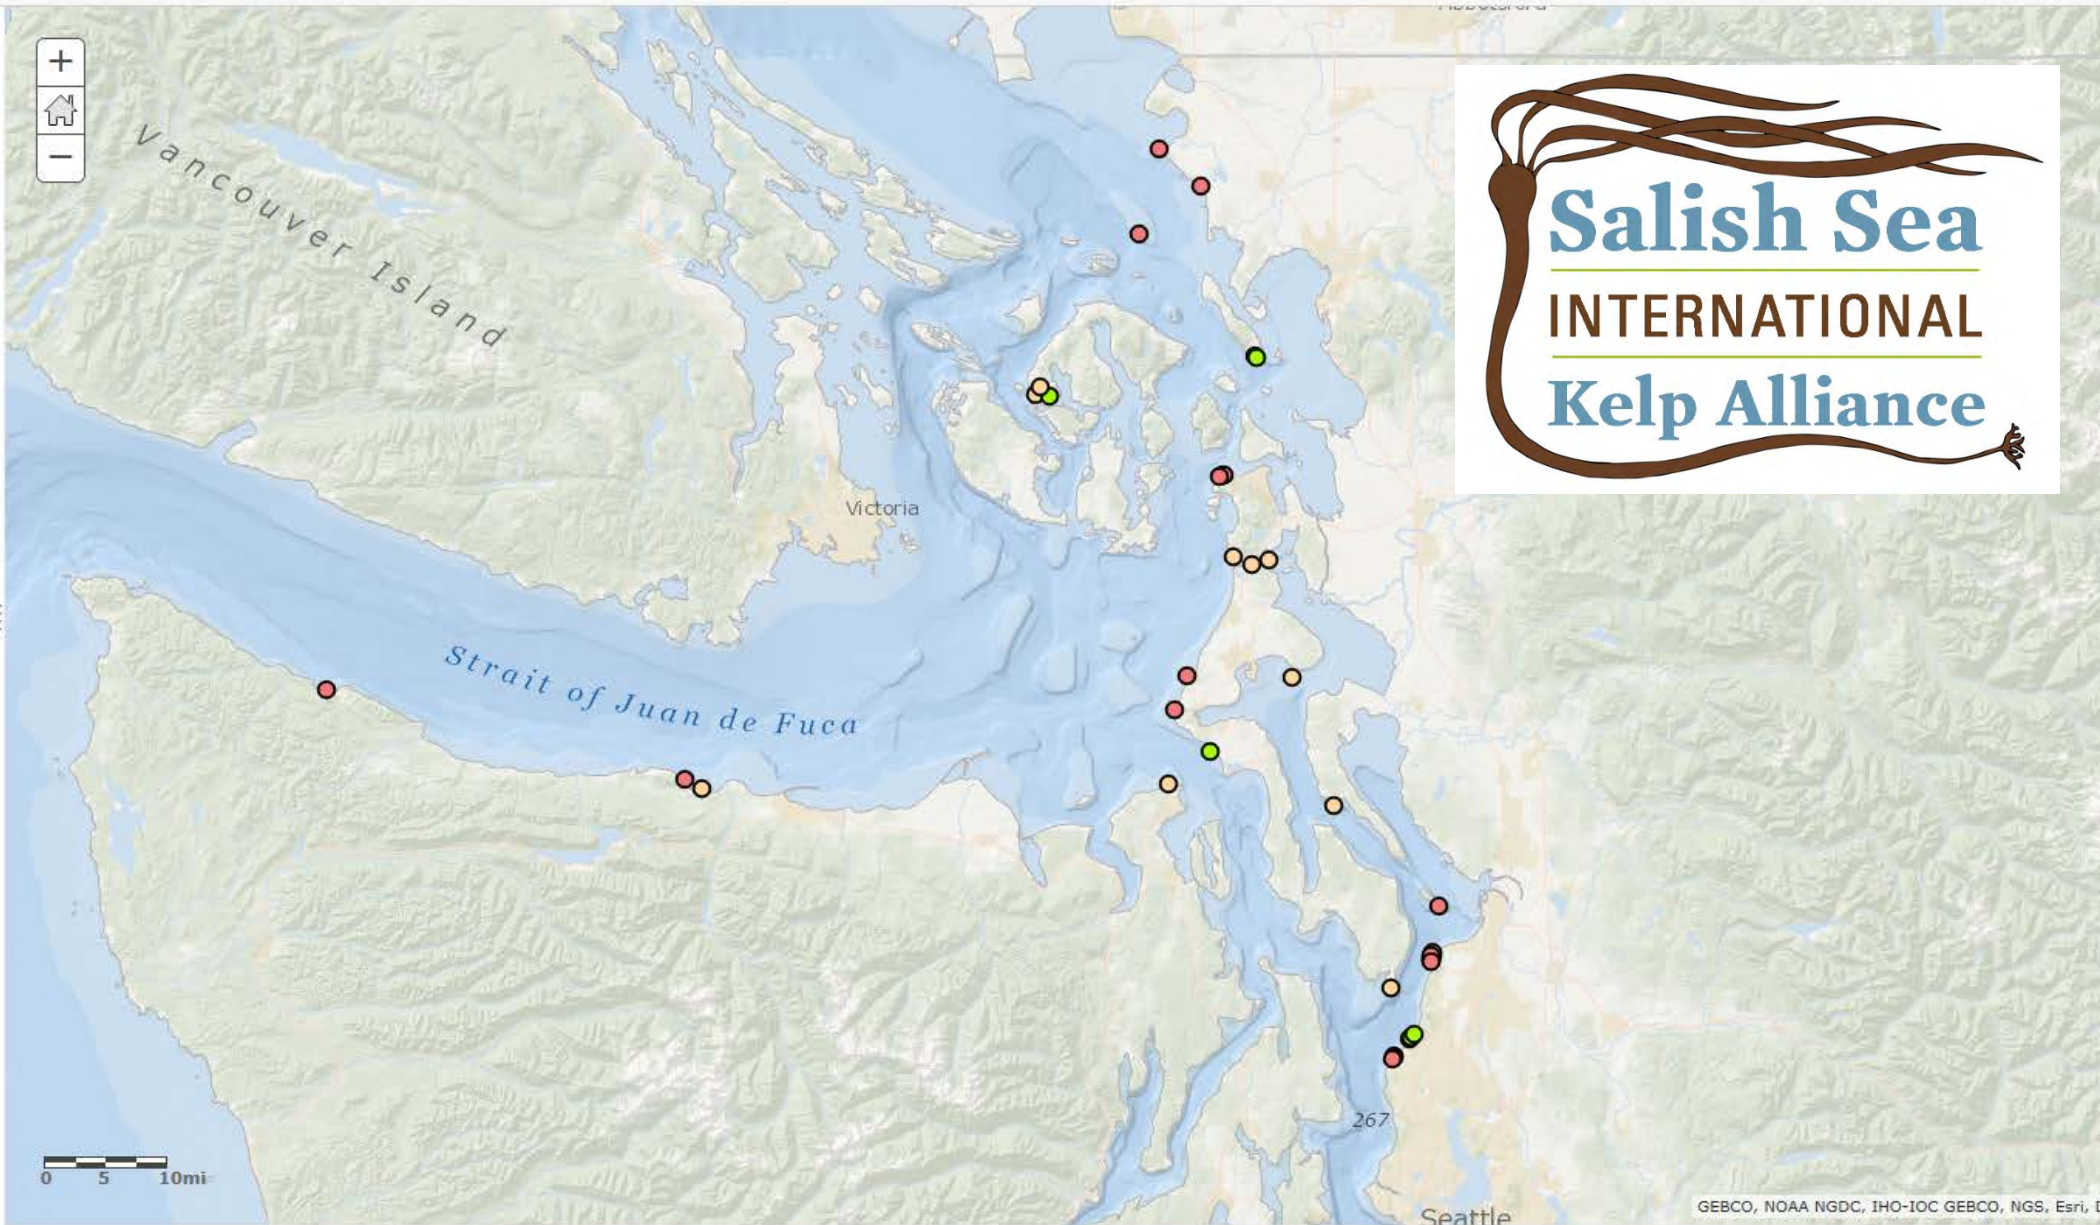 +
−
Vancouver Island
Salish Sea
INTERNATIONAL
Kelp Alliance
Victoria
Strait of Juan de Fuca
267
0 5 10mi
Seattle
GEBCO, NOAA NGDC, IHO-IOC GEBCO, NGS, Esri,